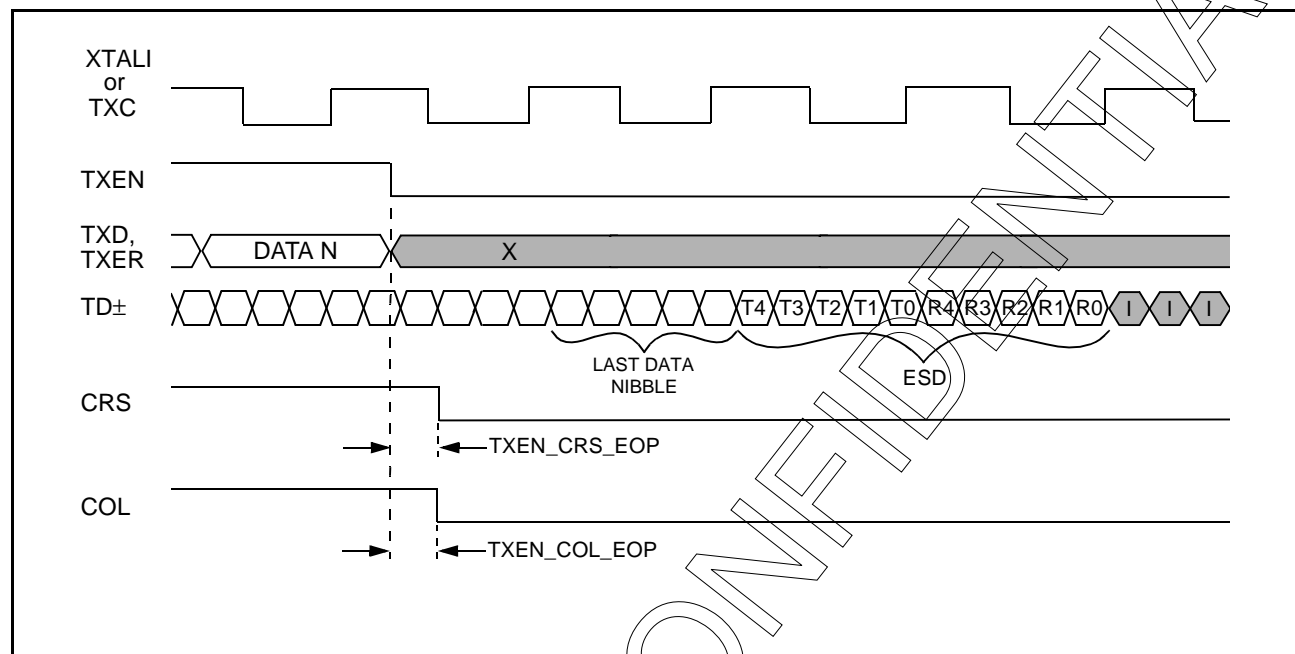 XTALI
or
TXC
TXEN
TXD,
TXER
DATA N
X
TD±
T4 T3 T2 T1 T0 R4 R3 R2 R1 R0 I I I
LAST DATA
NIBBLE
ESD
CRS
TXEN_CRS_EOP
COL
TXEN_COL_EOP
ONFIDENTIA